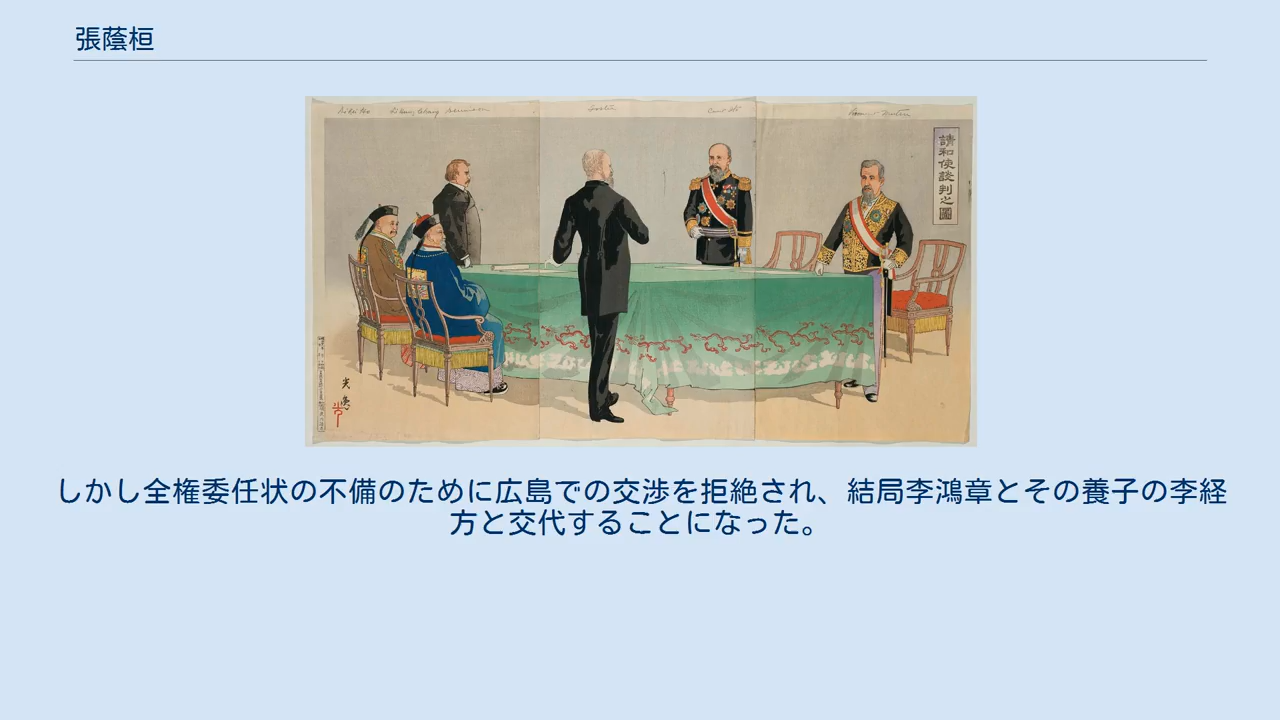 張蔭桓
請和使談判之圖
しかし全権委任状の不備のために広島での交渉を拒絶され、結局李鴻章とその養子の李経
方と交代することになった。